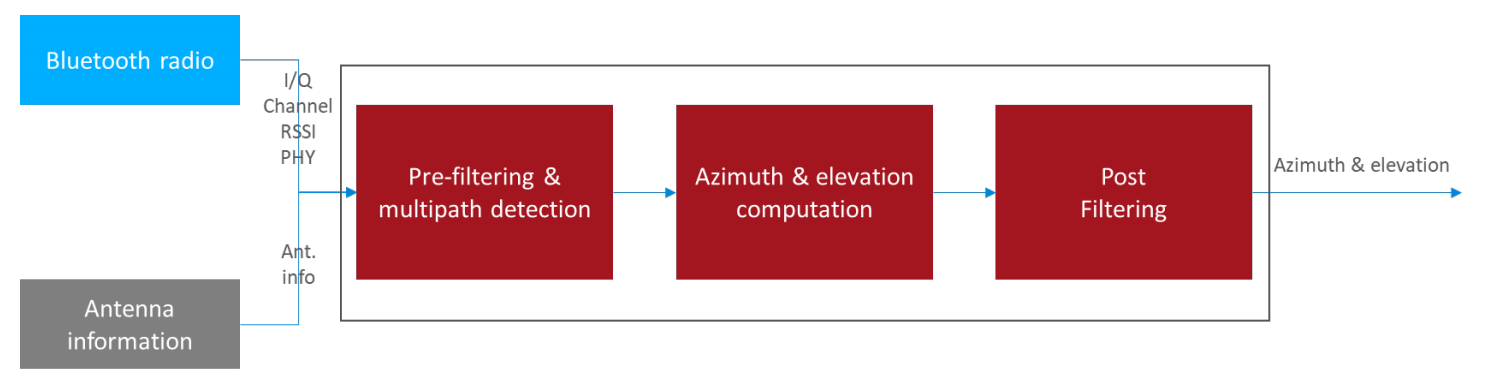 Bluetooth radio
I/Q
Channel
RSSI
PHY
Pre-filtering &
multipath detection
Azimuth & elevation
computation
Post
Filtering
Azimuth & elevation
Ant.
info
Antenna
information